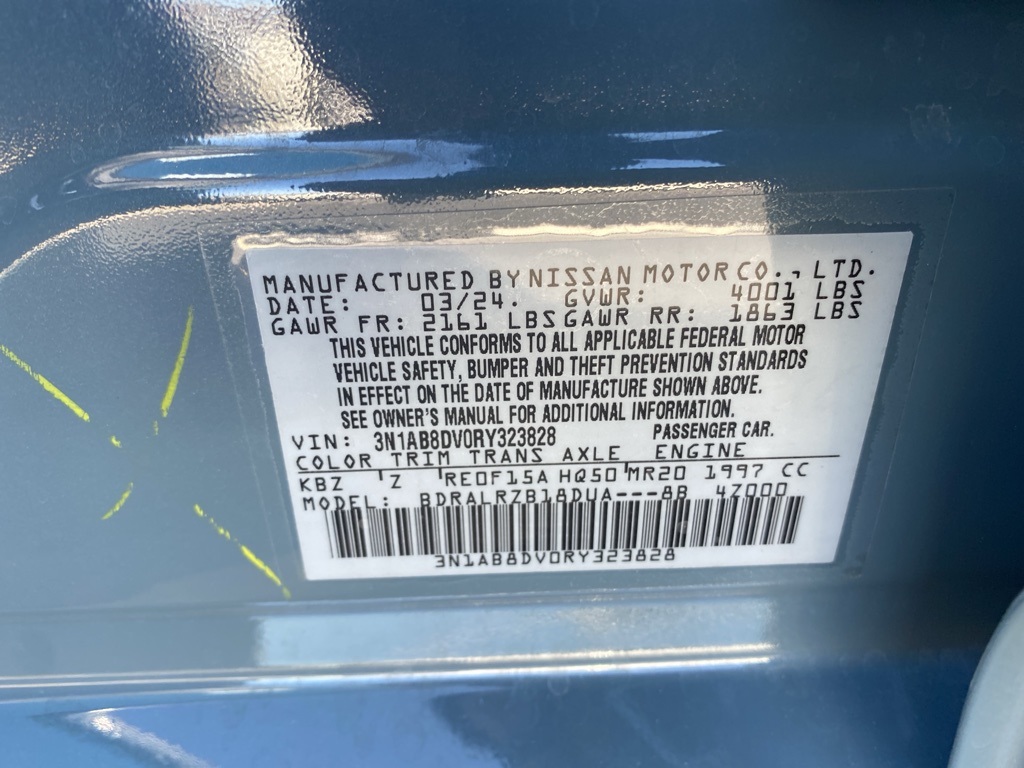 MANUFACTURED BY NISSAN MOTOR CO., LTD.
DATE: 03/24. GVWR: 4001 LBS
GAWR FR: 2161 LBS GAWR RR: 1863 LBS
THIS VEHICLE CONFORMS TO ALL APPLICABLE FEDERAL MOTOR
VEHICLE SAFETY, BUMPER AND THEFT PREVENTION STANDARDS
IN EFFECT ON THE DATE OF MANUFACTURE SHOWN ABOVE.
SEE OWNER'S MANUAL FOR ADDITIONAL INFORMATION.
VIN: 3N1AB8DV0RY323828 PASSENGER CAR.
COLOR TRIM TRANS AXLE ENGINE
KBZ Z RE0F15A HQ50 MR20 1997 CC
MODEL: BDRALRZB18DUA---8B 4Z000
3N1AB8DV0RY323828